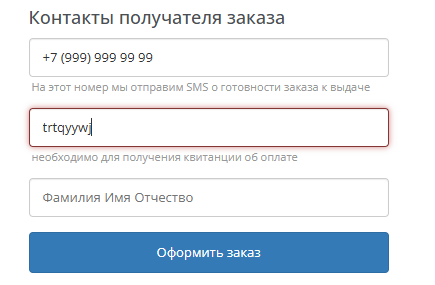 Контакты получателя заказа
+7 (999) 999 99 99
На этот номер мы отправим SMS о готовности заказа к выдаче
trtqyywj
необходимо для получения квитанции об оплате
Фамилия Имя Отчество
Оформить заказ